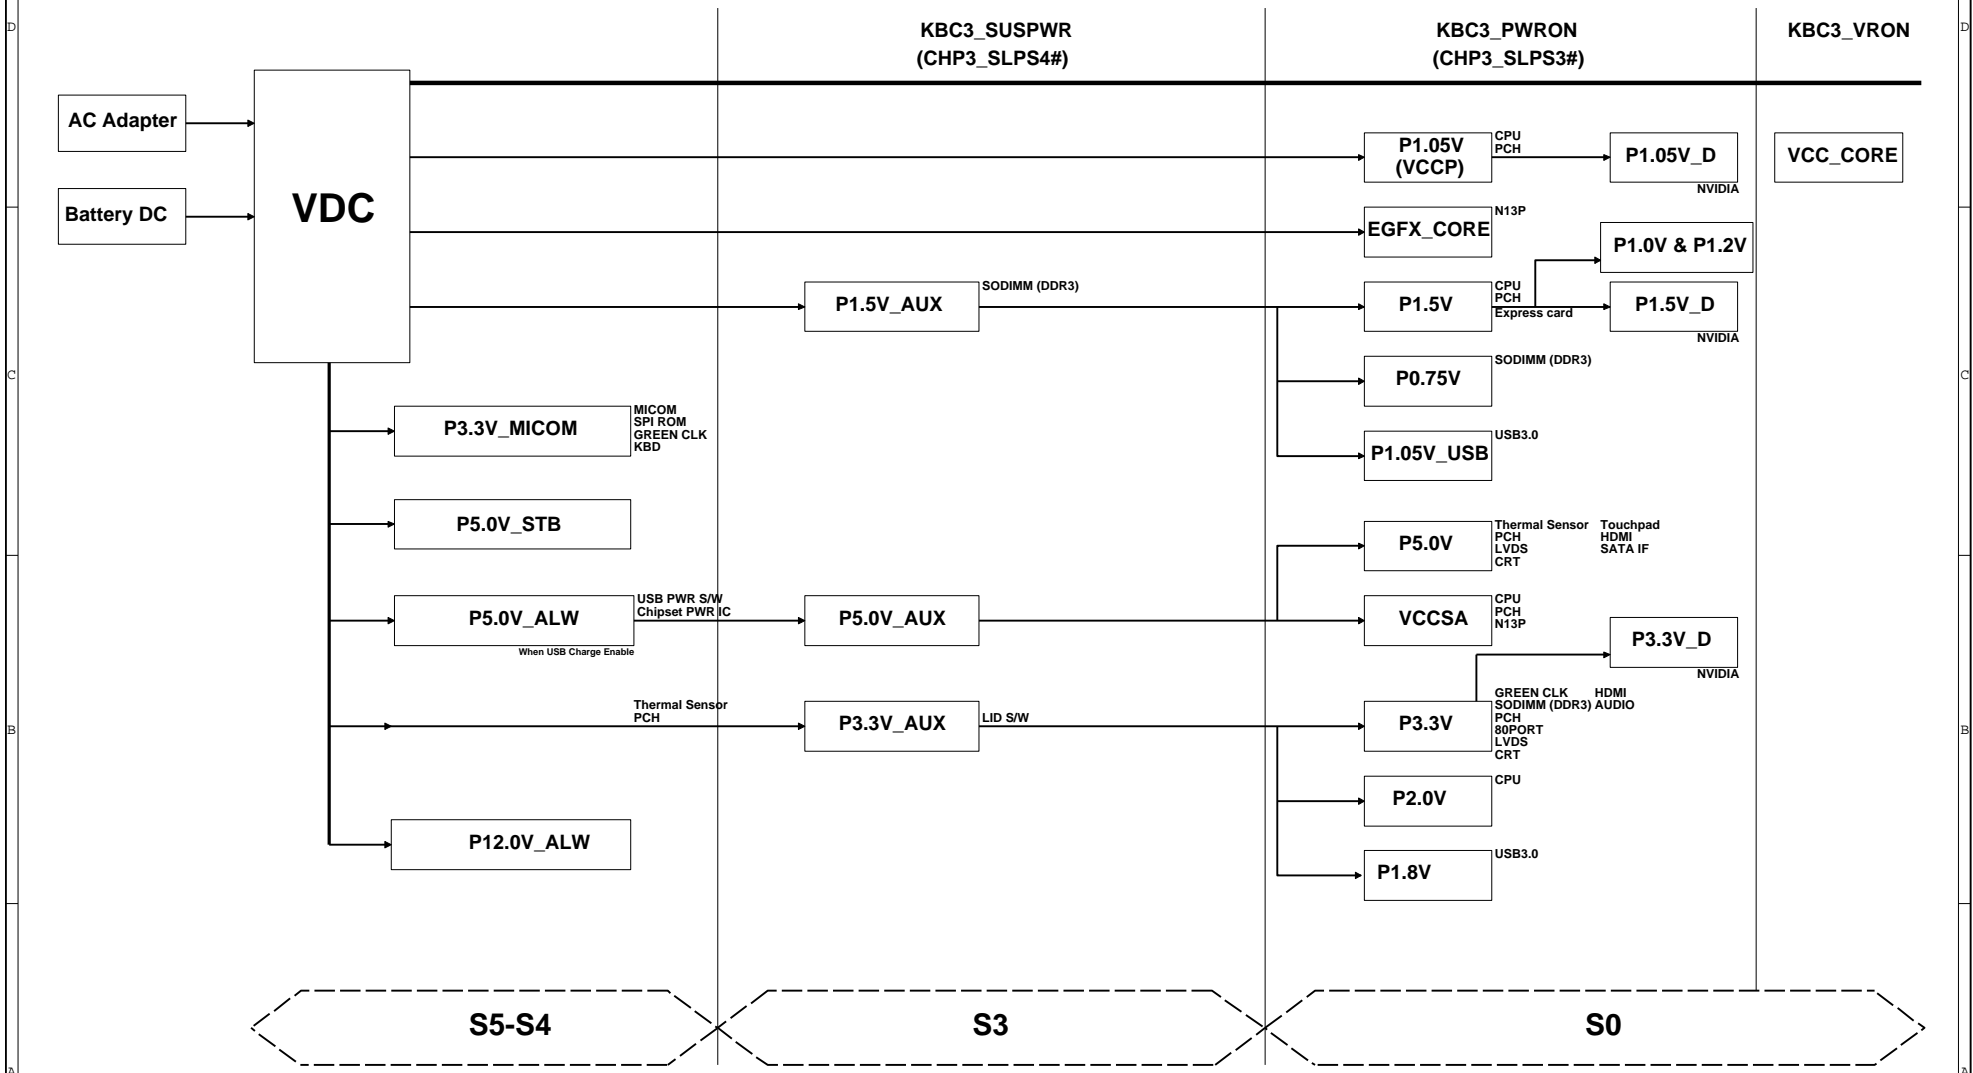 D
D
KBC3_SUSPWR
(CHP3_SLPS4#)
KBC3_PWRON
(CHP3_SLPS3#)
KBC3_VRON
AC Adapter
Battery DC
VDC
P1.05V
(VCCP)
CPU
PCH
P1.05V_D
NVIDIA
VCC_CORE
EGFX_CORE
N13P
P1.0V & P1.2V
P1.5V_AUX
SODIMM (DDR3)
P1.5V
CPU
PCH
Express card
P1.5V_D
NVIDIA
C
C
P0.75V
SODIMM (DDR3)
P3.3V_MICOM
MICOM
SPI ROM
GREEN CLK
KBD
P1.05V_USB
USB3.0
P5.0V_STB
P5.0V
Thermal Sensor Touchpad
PCH HDMI
LVDS SATA IF
CRT
P5.0V_ALW
USB PWR S/W
Chipset PWR IC
When USB Charge Enable
P5.0V_AUX
VCCSA
CPU
PCH
N13P
P3.3V_D
NVIDIA
Thermal Sensor
PCH
P3.3V_AUX
LID S/W
P3.3V
GREEN CLK HDMI
SODIMM (DDR3) AUDIO
PCH
80PORT
LVDS
CRT
B
B
P2.0V
CPU
P12.0V_ALW
P1.8V
USB3.0
S5-S4
S3
S0
A
A